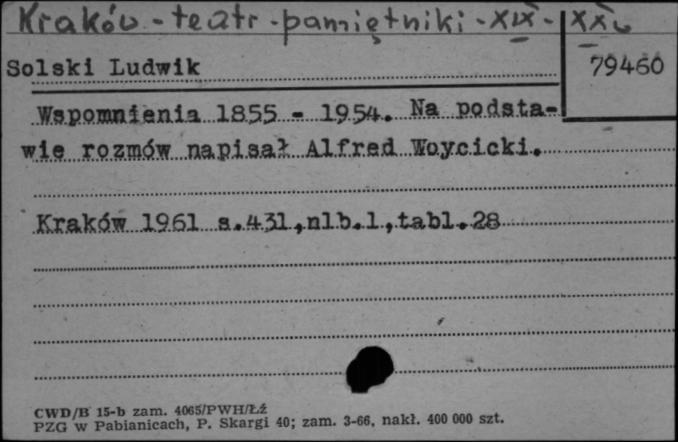 Kraków - teatr - pamiętniki - XIX - XX w
Solski Ludwik
79460
Wspomnienia 1855 - 1954. Na podsta-
wie rozmów napisał Alfred Woycicki.
Kraków 1961 s.431,nlb.1,tabl.28
CWD/B 15-b zam. 4065/PWH/Łź
PZG w Pabianicach, P. Skargi 40; zam. 3-66, nakł. 400 000 szt.